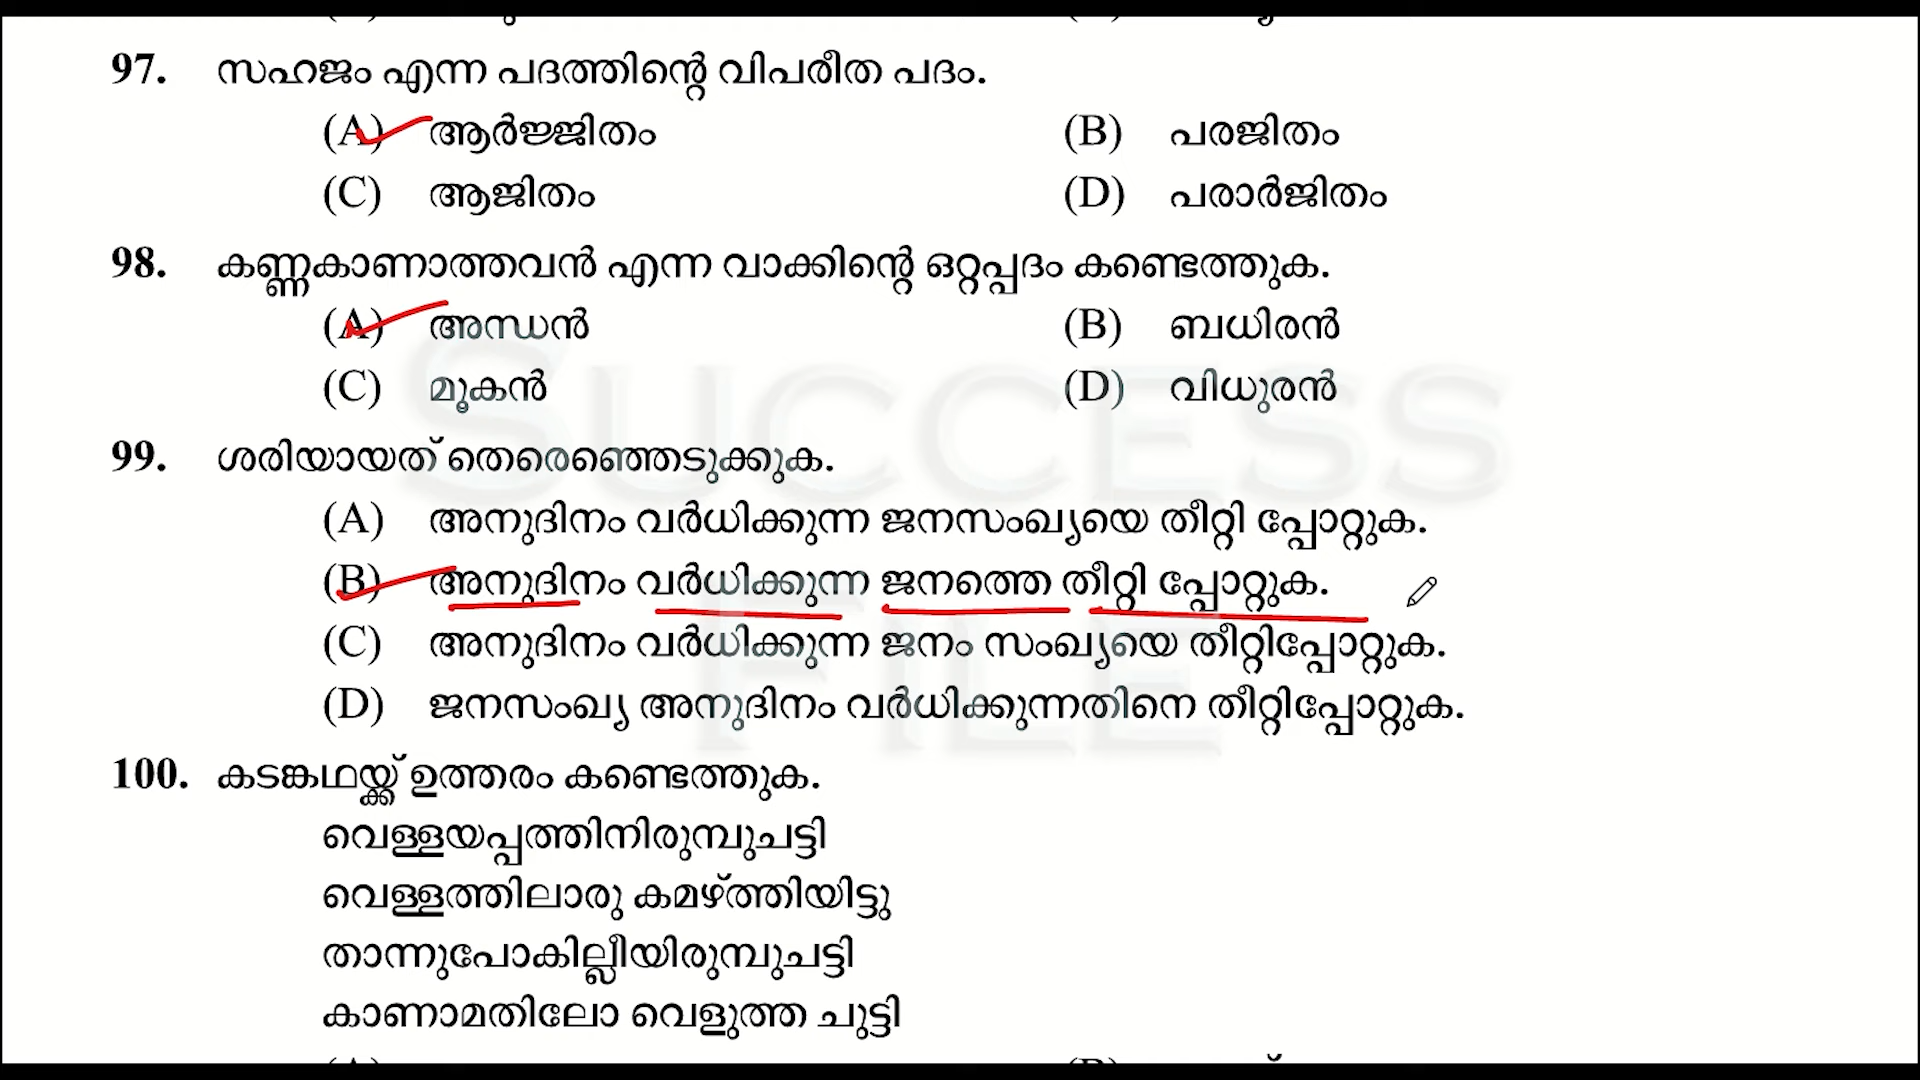 97. സഹജം എന്ന പദത്തിന്റെ വിപരീത പദം.
(A) ആർജ്ജിതം (B) പരജിതം
(C) ആജിതം (D) പരാർജിതം
98. കണ്ണുകാണാത്തവൻ എന്ന വാക്കിന്റെ ഒറ്റപ്പദം കണ്ടെത്തുക.
(A) അന്ധൻ (B) ബധിരൻ
(C) മൂകൻ (D) വിധുരൻ
99. ശരിയായത് തെരെഞ്ഞെടുക്കുക.
(A) അനുദിനം വർധിക്കുന്ന ജനസംഖ്യയെ തീറ്റി പ്പോറ്റുക.
(B) അനുദിനം വർധിക്കുന്ന ജനത്തെ തീറ്റി പ്പോറ്റുക.
(C) അനുദിനം വർധിക്കുന്ന ജനം സംഖ്യയെ തീറ്റിപ്പോറ്റുക.
(D) ജനസംഖ്യ അനുദിനം വർധിക്കുന്നതിനെ തീറ്റിപ്പോറ്റുക.
100. കടങ്കഥയ്ക്ക് ഉത്തരം കണ്ടെത്തുക.
വെള്ളയപ്പത്തിനിരുമ്പുചട്ടി
വെള്ളത്തിലാരു കമഴ്ത്തിയിട്ടു
താന്നുപോകില്ലീയിരുമ്പുചട്ടി
കാണാമതിലോ വെളുത്ത ചുട്ടി
SUCCESS
FILE